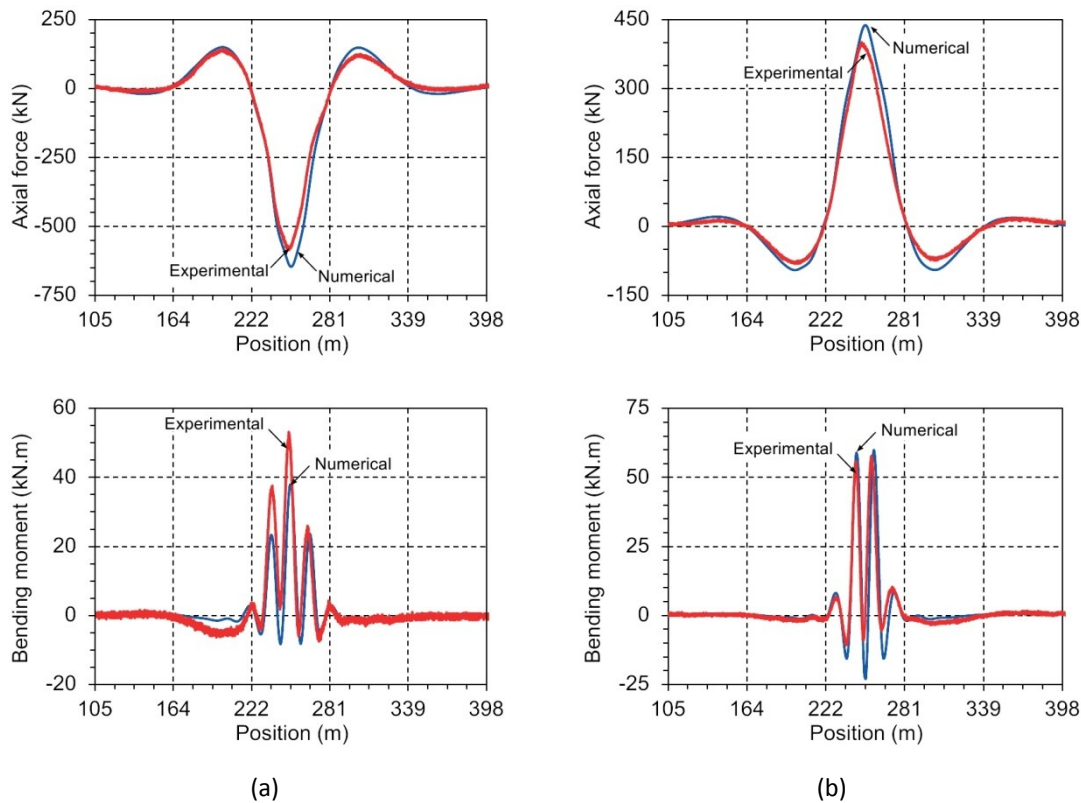 250
0
-250
-500
-750
Axial force (kN)
Experimental
Numerical
105 164 222 281 339 398
Position (m)
450
300
150
0
-150
Axial force (kN)
Numerical
Experimental
105 164 222 281 339 398
Position (m)
60
40
20
0
-20
Bending moment (kN.m)
Experimental
Numerical
105 164 222 281 339 398
Position (m)
75
50
25
0
-25
Bending moment (kN.m)
Numerical
Experimental
105 164 222 281 339 398
Position (m)
(a)
(b)